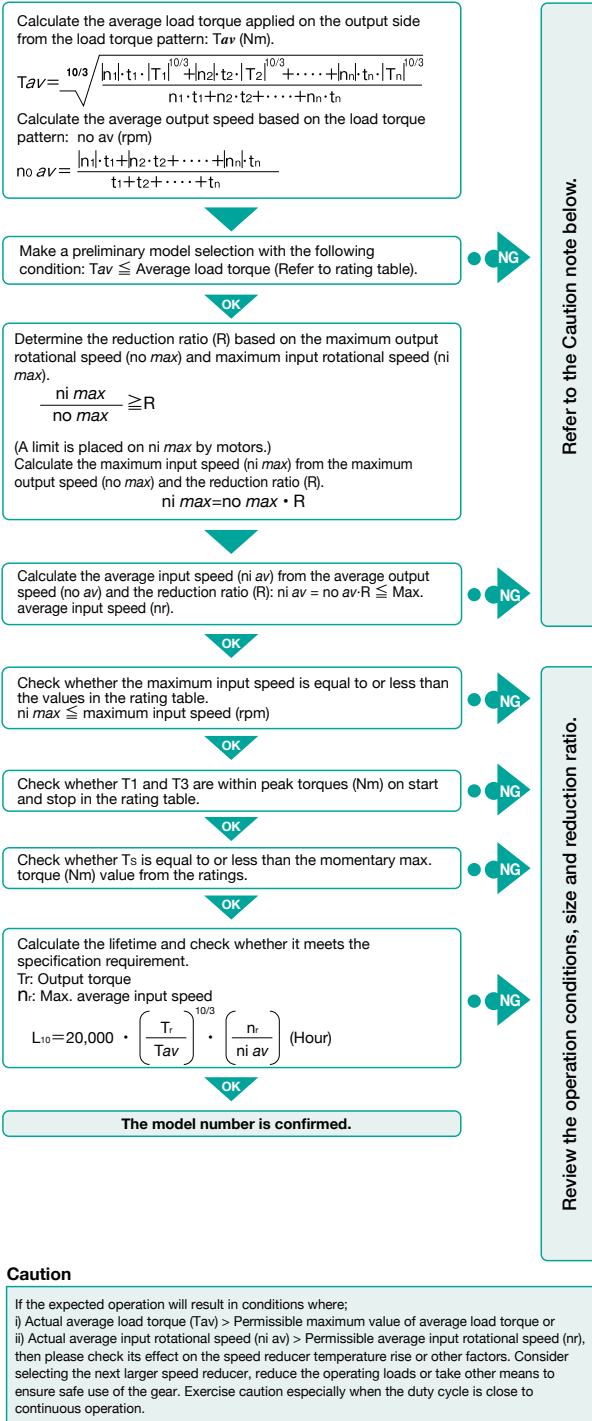 Calculate the average load torque applied on the output side
from the load torque pattern: Tav (Nm).
Tav= 10/3√ |n1|·t1·|T1|^10/3+|n2|·t2·|T2|^10/3+····+|nn|·tn·|Tn|^10/3
n1·t1+n2·t2+····+nn·tn
Calculate the average output speed based on the load torque
pattern: no av (rpm)
no av= |n1|·t1+|n2·t2+····+|nn|·tn
t1+t2+····+tn
Make a preliminary model selection with the following
condition: Tav ≦ Average load torque (Refer to rating table).
NG
OK
Determine the reduction ratio (R) based on the maximum output
rotational speed (no max) and maximum input rotational speed (ni
max).
ni max
no max ≧R
(A limit is placed on ni max by motors.)
Calculate the maximum input speed (ni max) from the maximum
output speed (no max) and the reduction ratio (R).
ni max=no max • R
Calculate the average input speed (ni av) from the average output
speed (no av) and the reduction ratio (R): ni av = no av·R ≦ Max.
average input speed (nr).
NG
OK
Refer to the Caution note below.
Check whether the maximum input speed is equal to or less than
the values in the rating table.
ni max ≦ maximum input speed (rpm)
NG
OK
Check whether T1 and T3 are within peak torques (Nm) on start
and stop in the rating table.
NG
OK
Check whether Ts is equal to or less than the momentary max.
torque (Nm) value from the ratings.
NG
OK
Calculate the lifetime and check whether it meets the
specification requirement.
Tr: Output torque
nr: Max. average input speed
L10=20,000 · (Tr/Tav)^10/3 · (nr/ni av) (Hour)
NG
OK
The model number is confirmed.
Review the operation conditions, size and reduction ratio.
Caution
If the expected operation will result in conditions where;
i) Actual average load torque (Tav) > Permissible maximum value of average load torque or
ii) Actual average input rotational speed (ni av) > Permissible average input rotational speed (nr),
then please check its effect on the speed reducer temperature rise or other factors. Consider
selecting the next larger speed reducer, reduce the operating loads or take other means to
ensure safe use of the gear. Exercise caution especially when the duty cycle is close to
continuous operation.